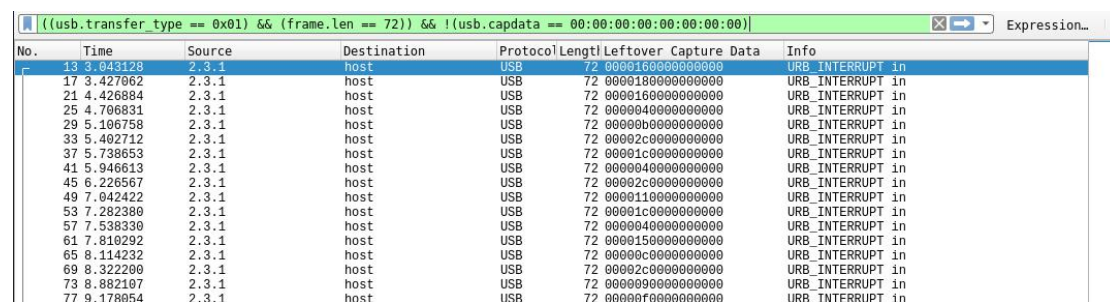 ((usb.transfer_type == 0x01) && (frame.len == 72)) && !(usb.capdata == 00:00:00:00:00:00:00:00) Expression…
No. Time Source Destination Protocol Length Leftover Capture Data Info
13 3.043128 2.3.1 host USB 72 0000160000000000 URB_INTERRUPT in
17 3.427062 2.3.1 host USB 72 0000180000000000 URB_INTERRUPT in
21 4.426884 2.3.1 host USB 72 0000160000000000 URB_INTERRUPT in
25 4.706831 2.3.1 host USB 72 0000040000000000 URB_INTERRUPT in
29 5.106758 2.3.1 host USB 72 00000b0000000000 URB_INTERRUPT in
33 5.402712 2.3.1 host USB 72 00002c0000000000 URB_INTERRUPT in
37 5.738653 2.3.1 host USB 72 00001c0000000000 URB_INTERRUPT in
41 5.946613 2.3.1 host USB 72 0000040000000000 URB_INTERRUPT in
45 6.226567 2.3.1 host USB 72 00002c0000000000 URB_INTERRUPT in
49 7.042422 2.3.1 host USB 72 0000110000000000 URB_INTERRUPT in
53 7.282380 2.3.1 host USB 72 00001c0000000000 URB_INTERRUPT in
57 7.538330 2.3.1 host USB 72 0000040000000000 URB_INTERRUPT in
61 7.810292 2.3.1 host USB 72 0000150000000000 URB_INTERRUPT in
65 8.114232 2.3.1 host USB 72 00000c0000000000 URB_INTERRUPT in
69 8.322200 2.3.1 host USB 72 00002c0000000000 URB_INTERRUPT in
73 8.882107 2.3.1 host USB 72 0000090000000000 URB_INTERRUPT in
77 9.178054 2.3.1 host USB 72 00000f0000000000 URB_INTERRUPT in